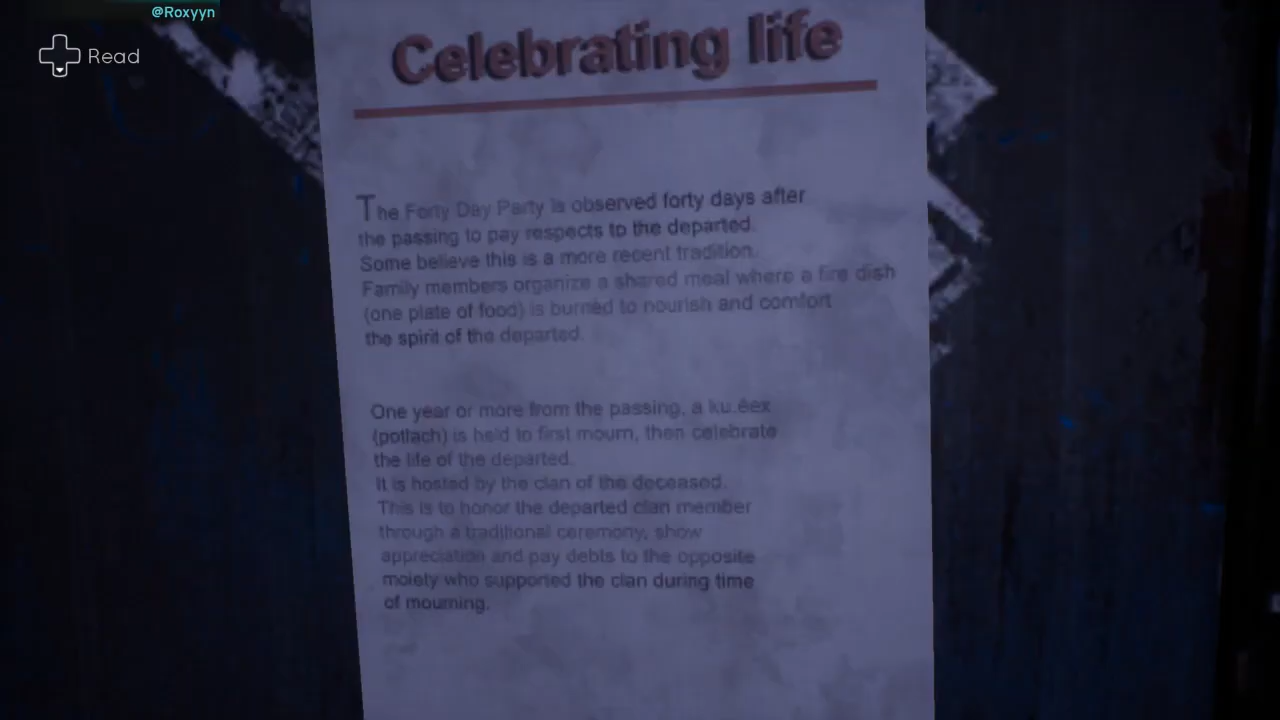 @Roxyyn
Read
Celebrating life
The Forty Day Party is observed forty days after
the passing to pay respects to the departed.
Some believe this is a more recent tradition.
Family members organize a shared meal where a fire dish
(one plate of food) is burned to nourish and comfort
the spirit of the departed.
One year or more from the passing, a ku.éex
(potlach) is held to first mourn, then celebrate
the life of the departed.
It is hosted by the clan of the deceased.
This is to honor the departed clan member
through a traditional ceremony, show
appreciation and pay debts to the opposite
moiety who supported the clan during time
of mourning.